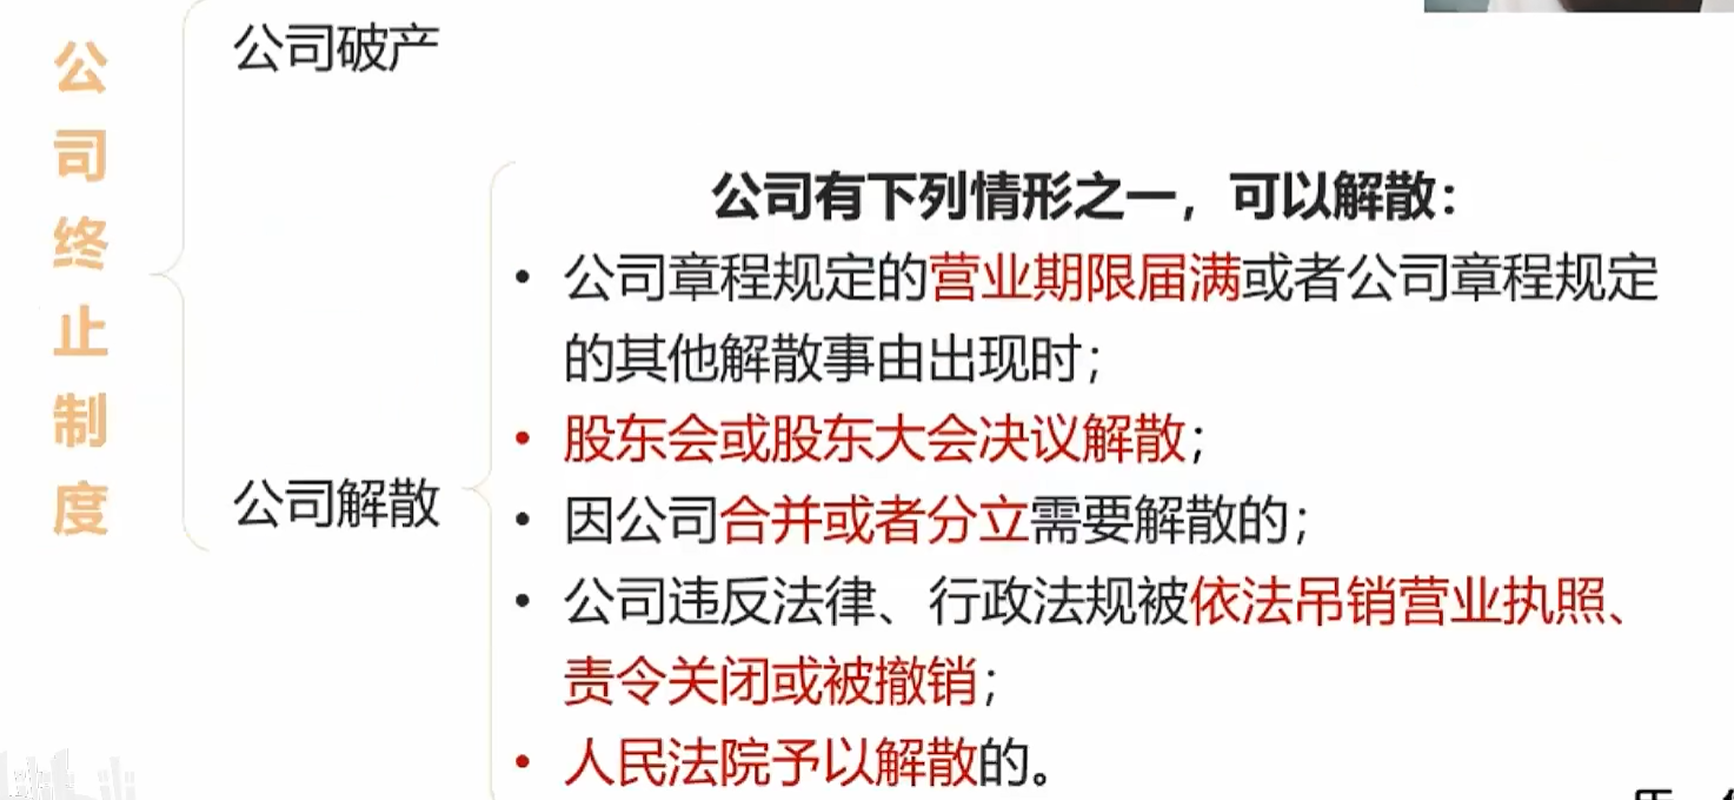 公司终止制度
公司破产
公司解散
公司有下列情形之一，可以解散：
• 公司章程规定的营业期限届满或者公司章程规定
的其他解散事由出现时；
• 股东会或股东大会决议解散；
• 因公司合并或者分立需要解散的；
• 公司违反法律、行政法规被依法吊销营业执照、
责令关闭或被撤销；
• 人民法院予以解散的。